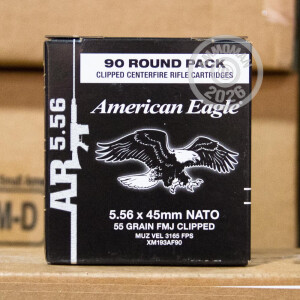 90 ROUND PACK
CLIPPED CENTERFIRE RIFLE CARTRIDGES
American Eagle
AR 5.56
5.56 x 45mm NATO
55 GRAIN FMJ CLIPPED
MUZ VEL 3165 FPS
XM193AF90
M-D
2026